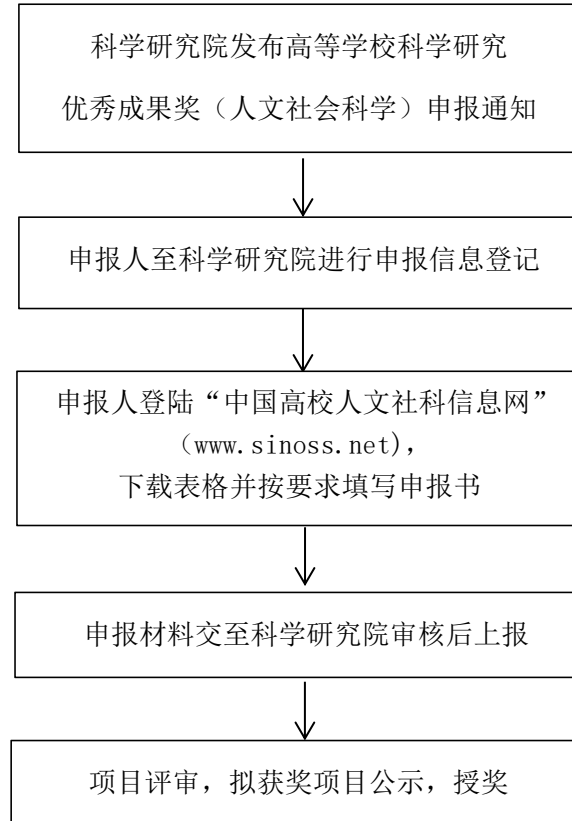 科学研究院发布高等学校科学研究
优秀成果奖（人文社会科学）申报通知
申报人至科学研究院进行申报信息登记
申报人登陆“中国高校人文社科信息网”
（www.sinoss.net),
下载表格并按要求填写申报书
申报材料交至科学研究院审核后上报
项目评审，拟获奖项目公示，授奖